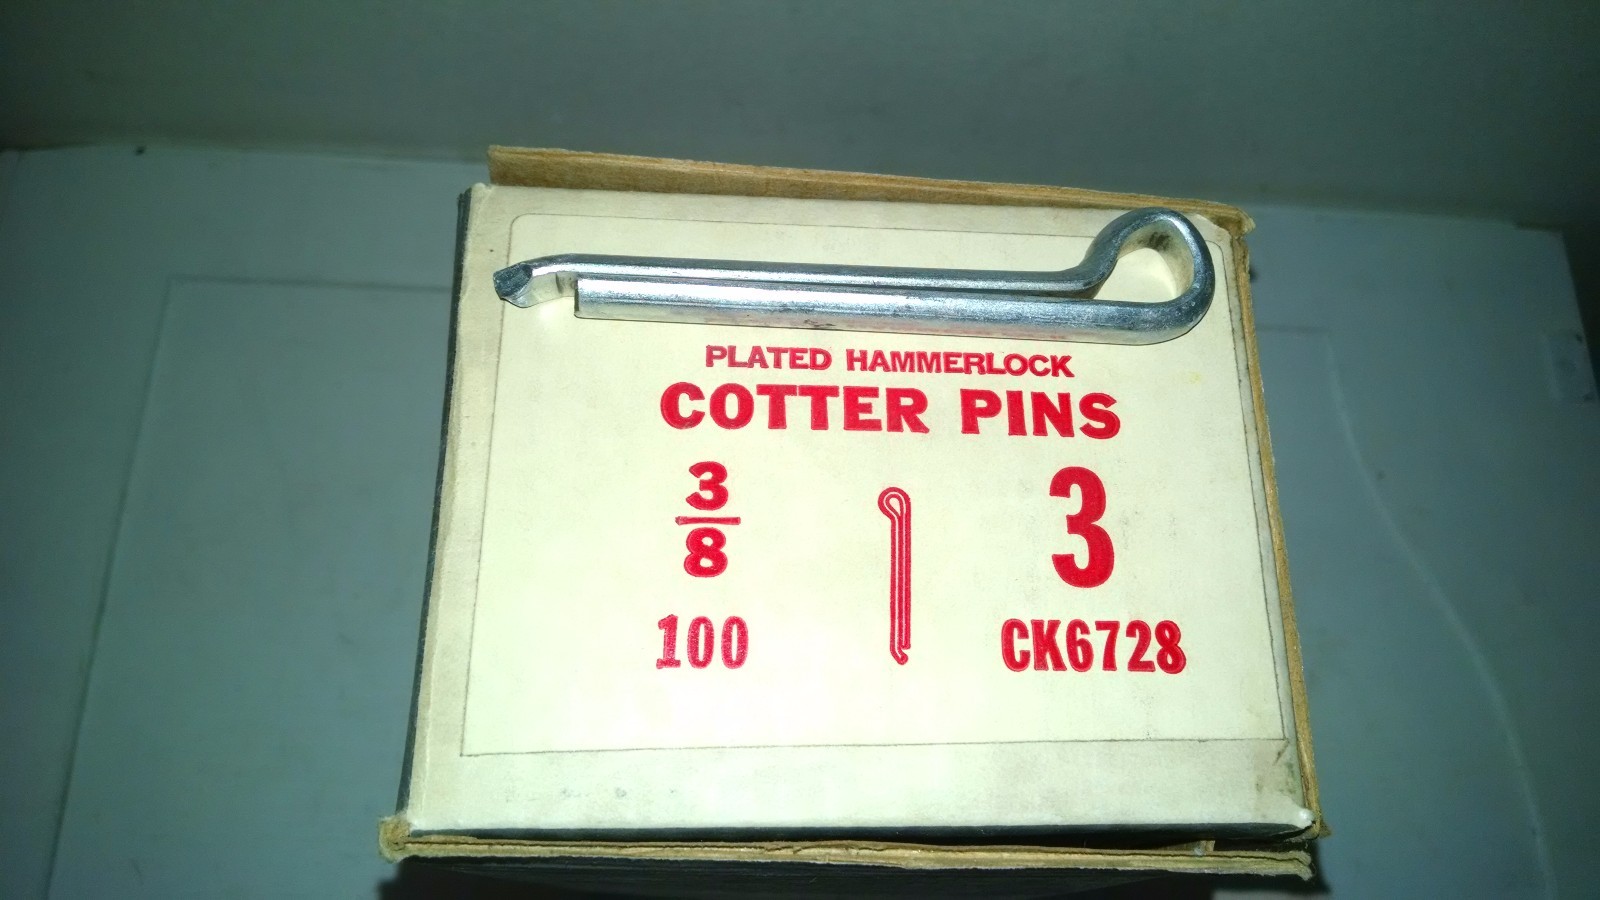 PLATED HAMMERLOCK
COTTER PINS
3/8
3
100
CK6728